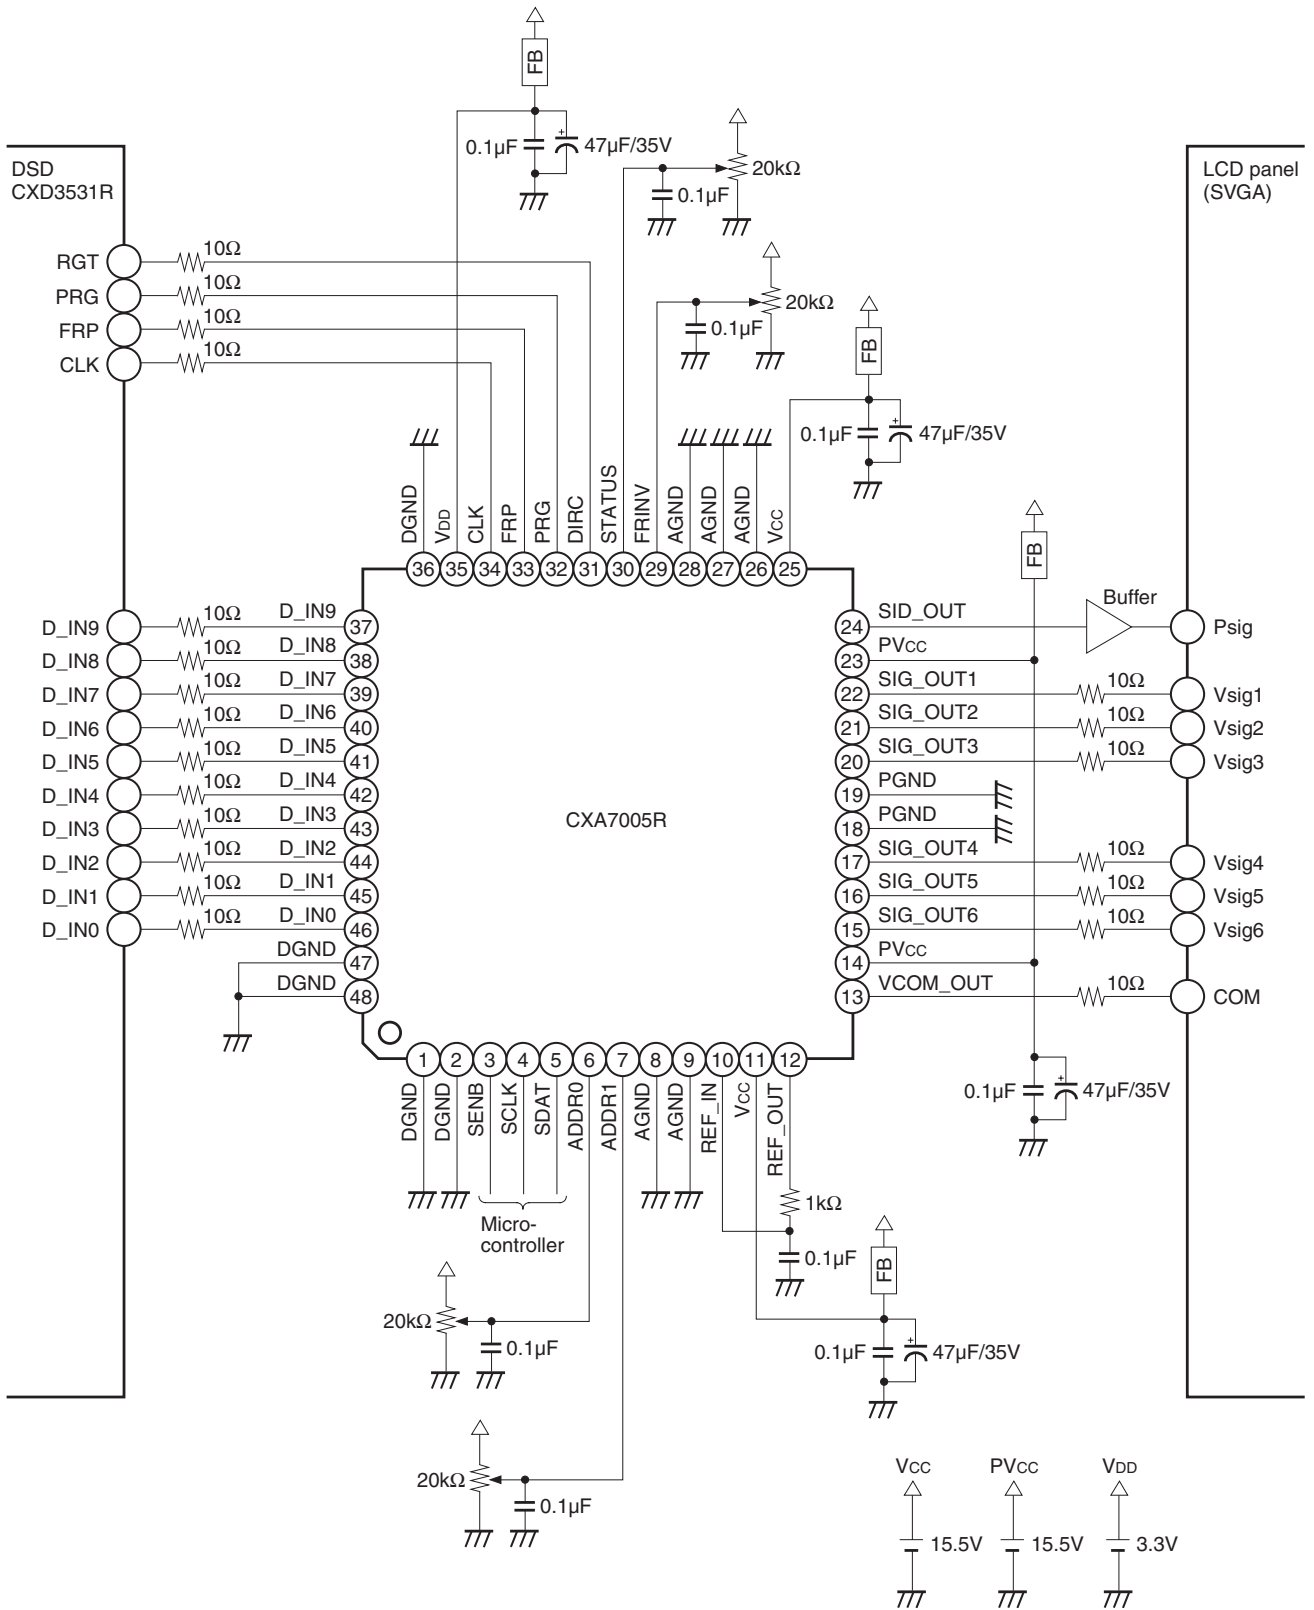 FB
0.1µF
47µF/35V
+
20kΩ
0.1µF
DSD
CXD3531R
LCD panel
(SVGA)
RGT
10Ω
PRG
10Ω
FRP
10Ω
CLK
10Ω
20kΩ
0.1µF
FB
0.1µF
47µF/35V
+
DGND
VDD
CLK
FRP
PRG
DIRC
STATUS
FRINV
AGND
AGND
AGND
VCC
36
35
34
33
32
31
30
29
28
27
26
25
FB
D_IN9
10Ω
D_IN9
37
D_IN8
10Ω
D_IN8
38
D_IN7
10Ω
D_IN7
39
D_IN6
10Ω
D_IN6
40
D_IN5
10Ω
D_IN5
41
D_IN4
10Ω
D_IN4
42
D_IN3
10Ω
D_IN3
43
D_IN2
10Ω
D_IN2
44
D_IN1
10Ω
D_IN1
45
D_IN0
10Ω
D_IN0
46
DGND
47
DGND
48
CXA7005R
24
SID_OUT
Buffer
Psig
23
PVCC
22
SIG_OUT1
10Ω
Vsig1
21
SIG_OUT2
10Ω
Vsig2
20
SIG_OUT3
10Ω
Vsig3
19
PGND
18
PGND
17
SIG_OUT4
10Ω
Vsig4
16
SIG_OUT5
10Ω
Vsig5
15
SIG_OUT6
10Ω
Vsig6
14
PVCC
13
VCOM_OUT
10Ω
COM
1
2
3
4
5
6
7
8
9
10
11
12
DGND
DGND
SENB
SCLK
SDAT
ADDR0
ADDR1
AGND
AGND
REF_IN
VCC
REF_OUT
0.1µF
47µF/35V
+
Micro-
controller
1kΩ
0.1µF
FB
20kΩ
0.1µF
0.1µF
47µF/35V
+
20kΩ
0.1µF
VCC
PVCC
VDD
15.5V
15.5V
3.3V